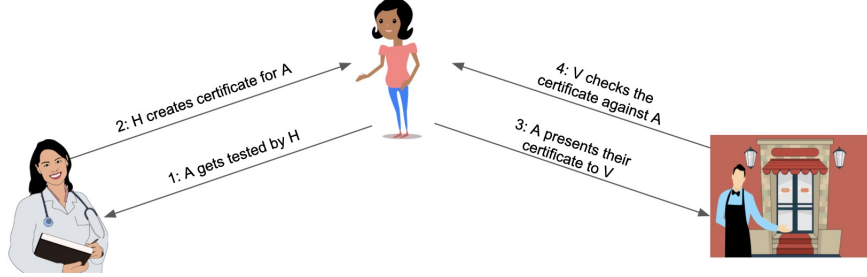 2: H creates certificate for A
1: A gets tested by H
4: V checks the
certificate against A
3: A presents their
certificate to V